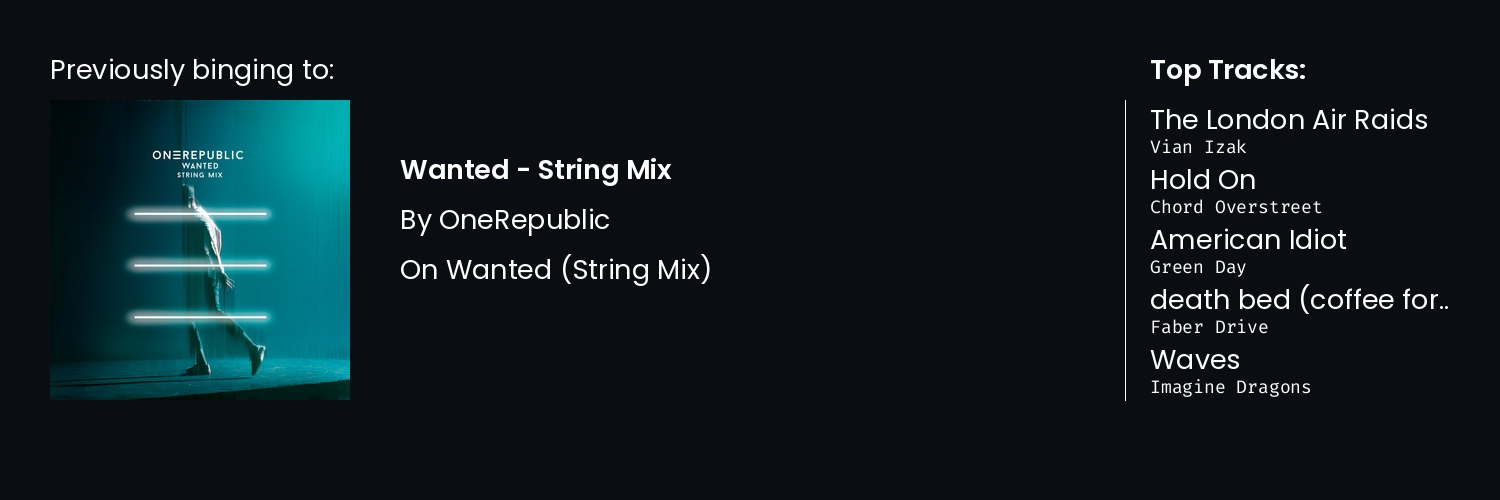 Previously binging to:
ONEREPUBLIC
WANTED
STRING MIX
Wanted - String Mix
By OneRepublic
On Wanted (String Mix)
Top Tracks:
The London Air Raids
Vian Izak
Hold On
Chord Overstreet
American Idiot
Green Day
death bed (coffee for..
Faber Drive
Waves
Imagine Dragons